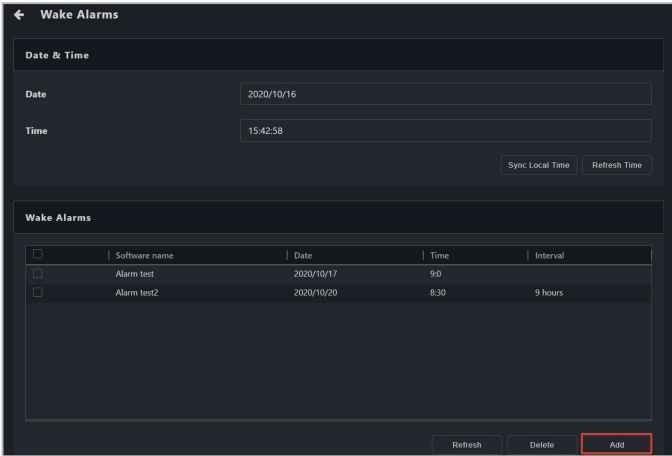 Wake Alarms
Date & Time
Date 2020/10/16
Time 15:42:58
Sync Local Time Refresh Time
Wake Alarms
Software name Date Time Interval
Alarm test 2020/10/17 9:0
Alarm test2 2020/10/20 8:30 9 hours
Refresh Delete Add